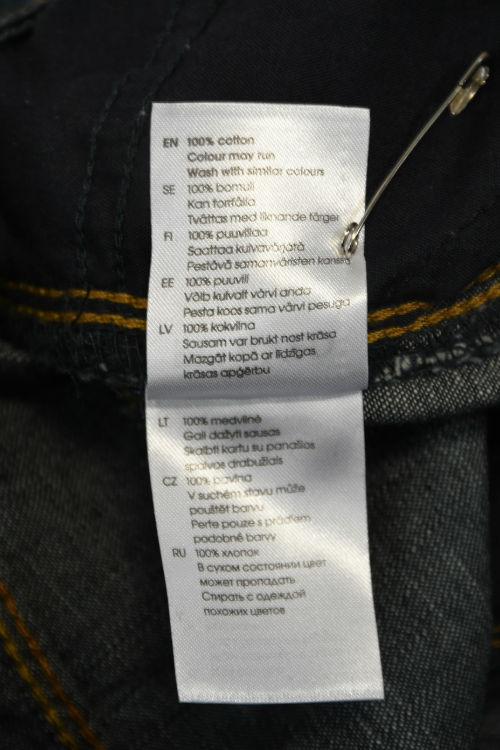 EN 100% cotton
Colour may run
Wash with similar colours
SE 100% bomull
Kan torrfälla
Tvättas med liknande färger
FI 100% puuvillaa
Saattaa kuivavärjätä
Pestävä samanväristen kanssa
EE 100% puuvill
Võib kuivalt värvi anda
Pesta koos sama värvi pesuga
LV 100% kokvilna
Sausam var brukt nost krāsa
Mazgāt kopā ar līdzīgas
krāsas apģērbu
LT 100% medvilnė
Gali dažyti sausas
Skalbti kartu su panašios
spalvos drabužiais
CZ 100% bavlna
V suchém stavu může
pouštět barvu
Perte pouze s prádlem
podobné barvy
RU 100% хлопок
В сухом состоянии цвет
может пропадать
Стирать с одеждой
похожих цветов